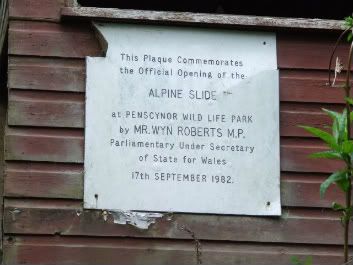 This Plaque Commemorates
the Official Opening of the
ALPINE SLIDE
at PENSCYNOR WILD LIFE PARK
by MR. WYN ROBERTS M.P.
Parliamentary Under Secretary
of State for Wales
17th SEPTEMBER 1982.